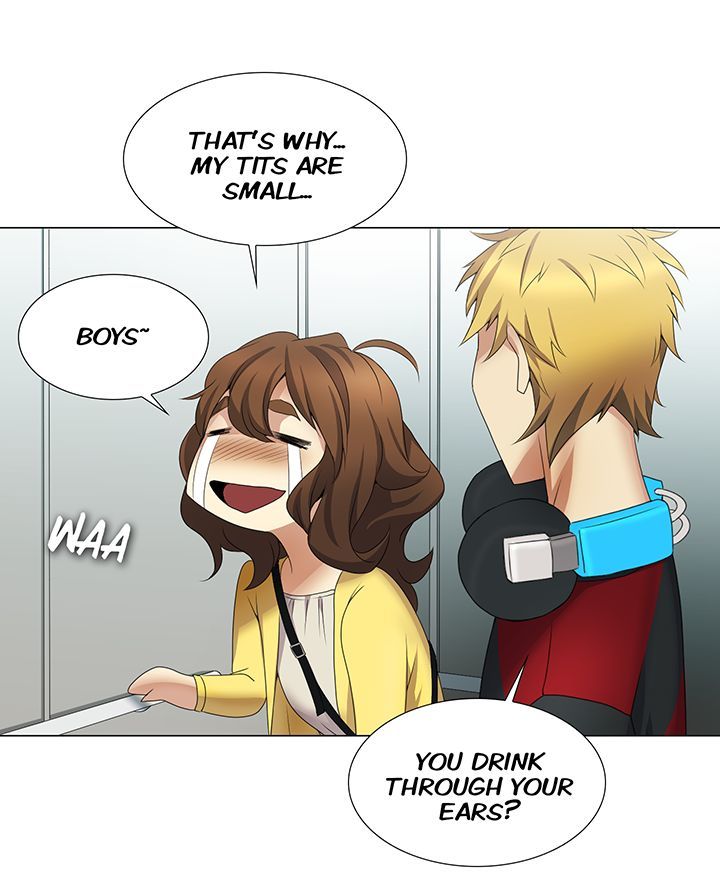 THAT'S WHY...
MY TITS ARE
SMALL...
BOYS~
WAA
YOU DRINK
THROUGH YOUR
EARS?